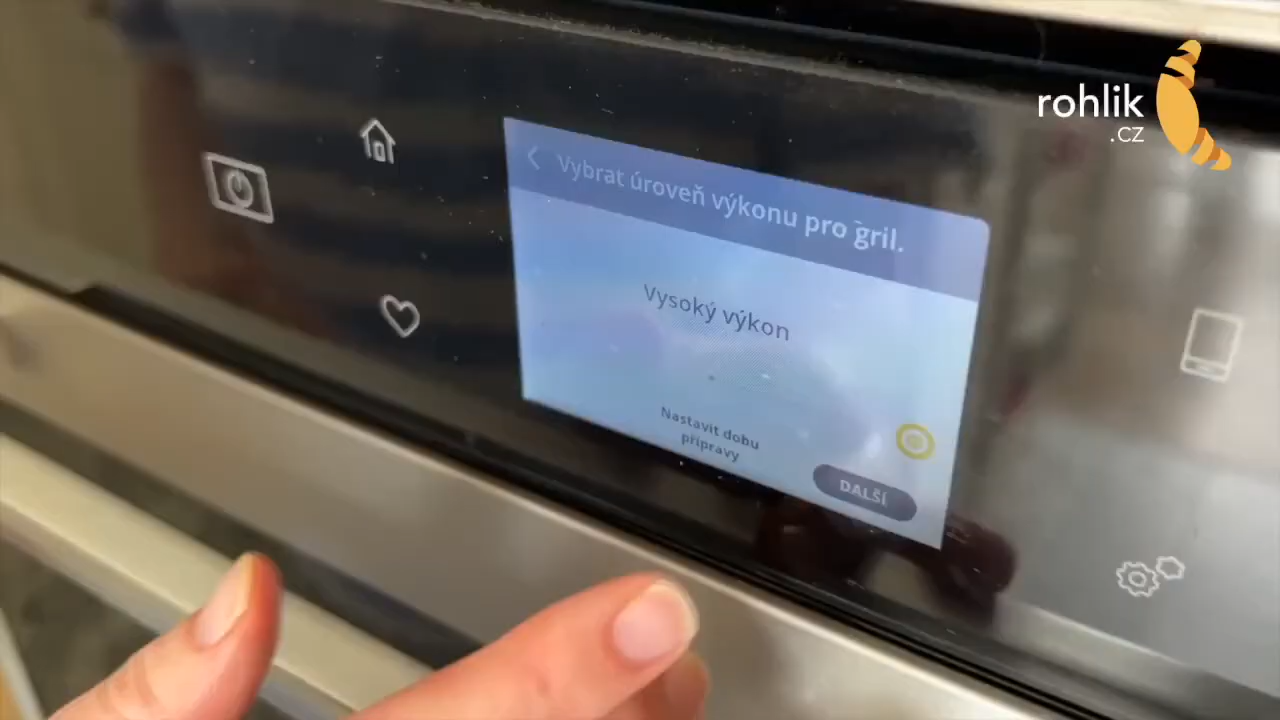 rohlik
.cz
Vybrat úroveň výkonu pro gril.
Vysoký výkon
Nastavit dobu
přípravy
DALŠÍ